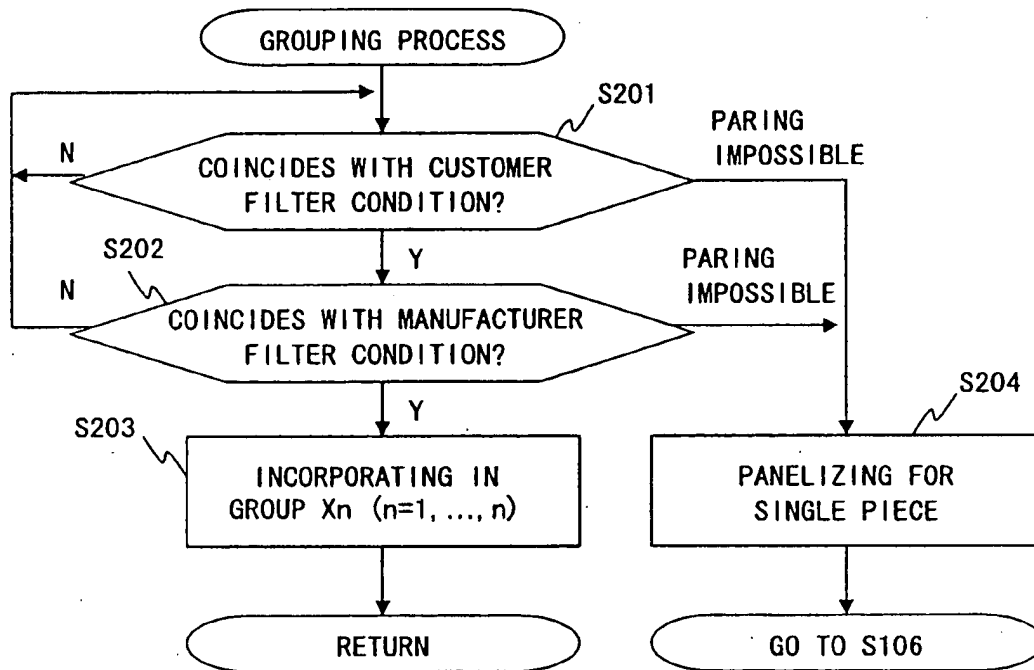 GROUPING PROCESS
S201
PARING
IMPOSSIBLE
N
COINCIDES WITH CUSTOMER
FILTER CONDITION?
S202
Y
PARING
IMPOSSIBLE
N
COINCIDES WITH MANUFACTURER
FILTER CONDITION?
S204
S203
Y
INCORPORATING IN
GROUP Xn (n=1, ..., n)
PANELIZING FOR
SINGLE PIECE
RETURN
GO TO S106